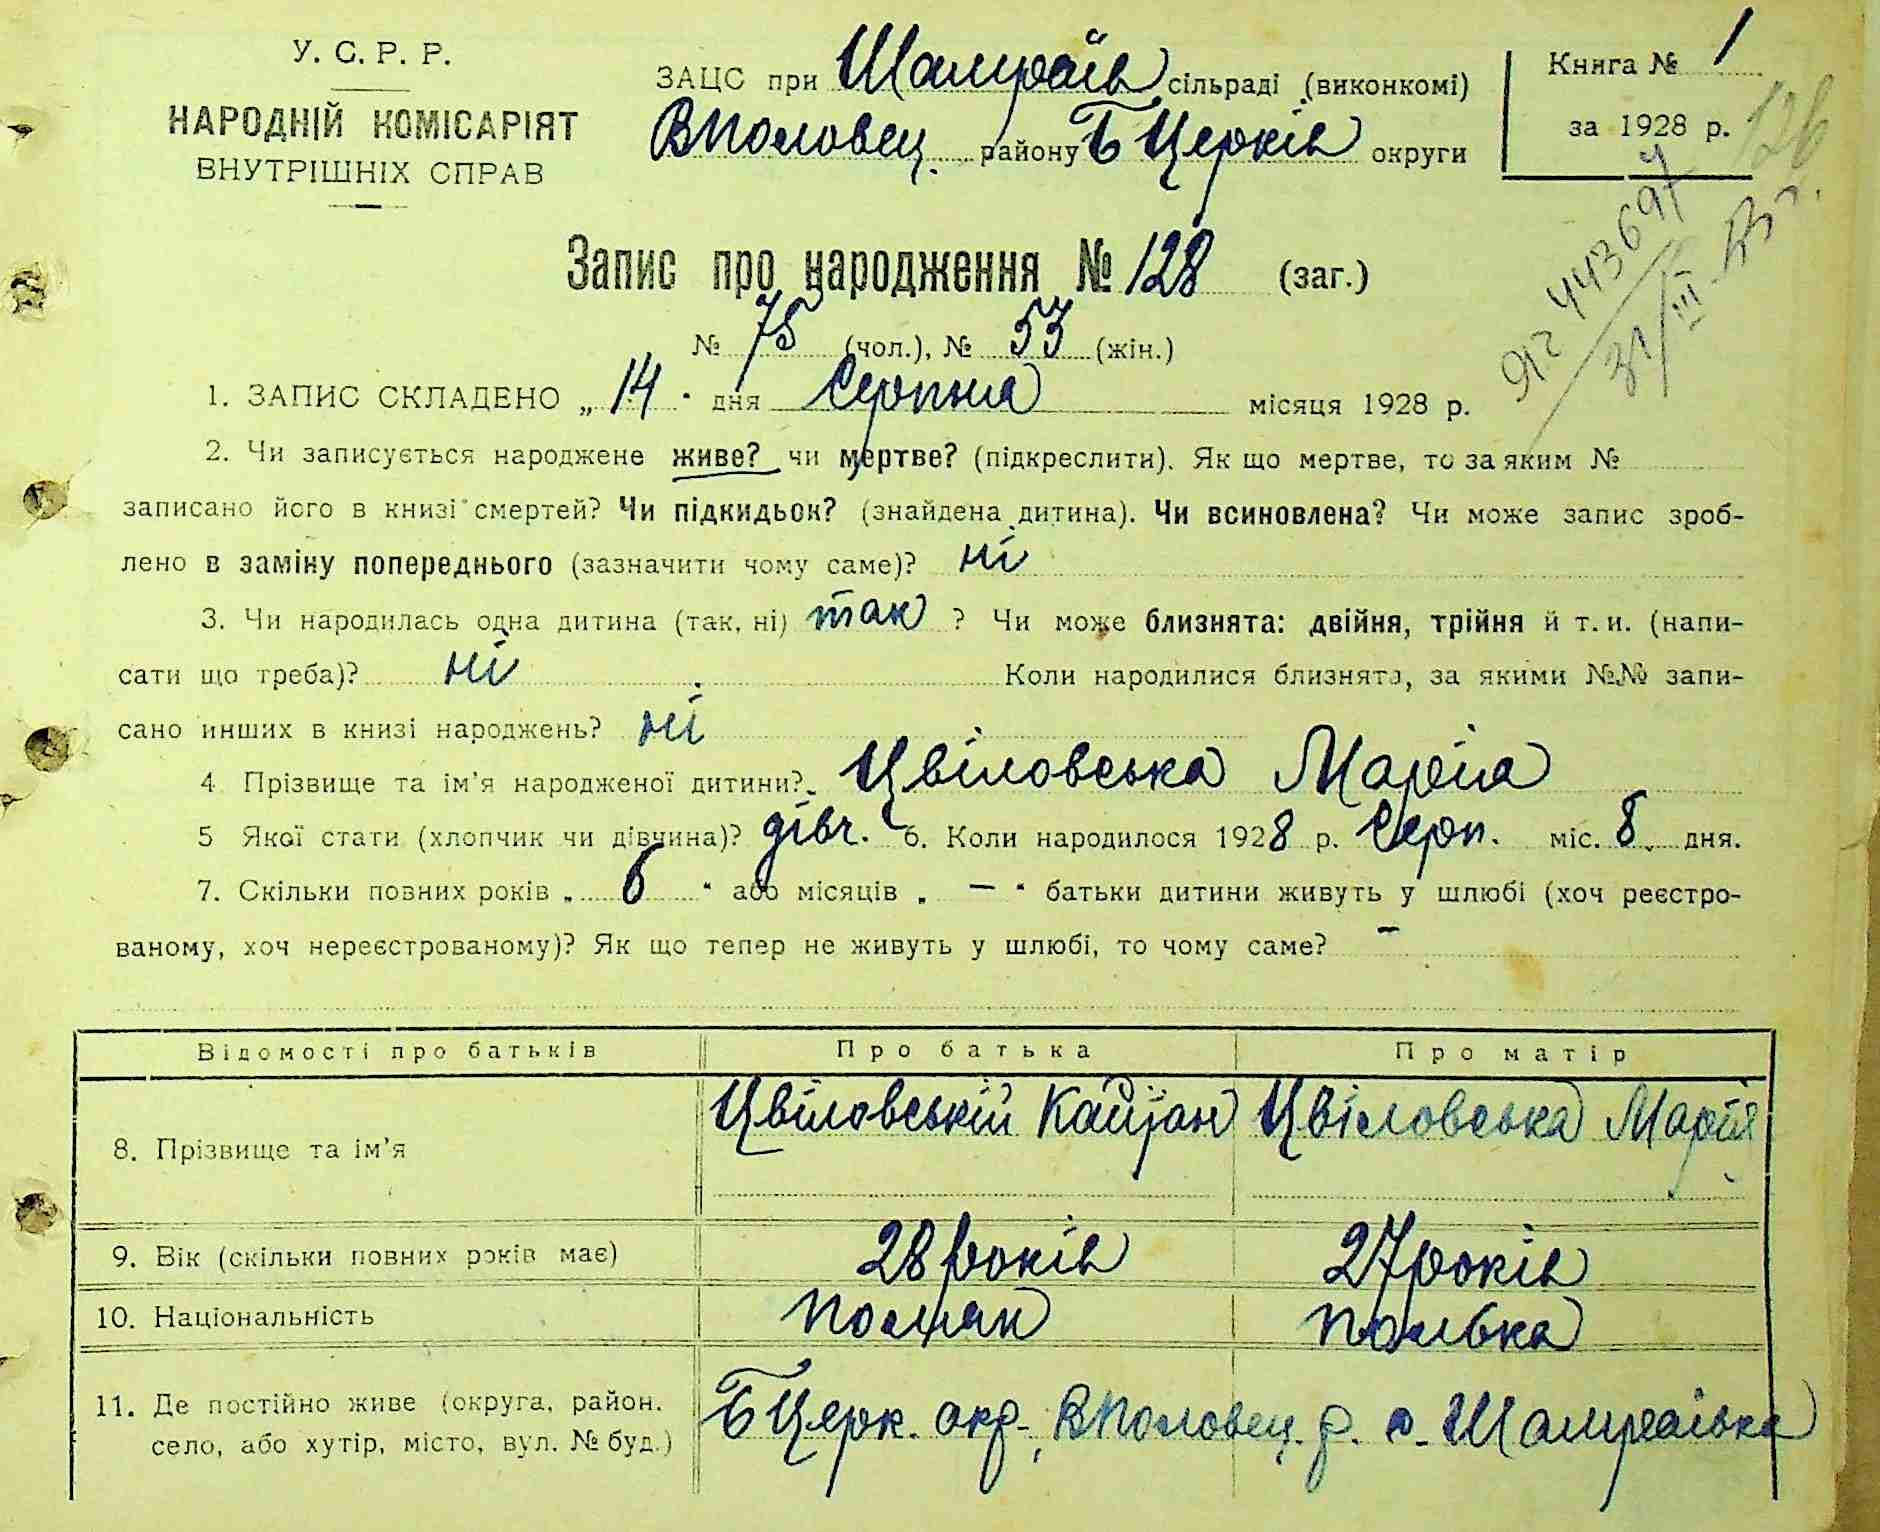 У. С. Р. Р.
НАРОДНІЙ КОМІСАРІЯТ
ВНУТРІШНІХ СПРАВ
ЗАЦС при Шамраїв сільраді (виконкомі)
ВПоловец. району БЦерків округи
Книга № 1
за 1928 р.
126
443697
31/III
Запис про народження № 128 (заг.)
№ 75 (чол.), № 53 (жін.)
1. ЗАПИС СКЛАДЕНО „ 14 " дня Серпня місяця 1928 р.
2. Чи записується народжене живе? чи мертве? (підкреслити). Як що мертве, то за яким №
записано його в книзі смертей? Чи підкидьок? (знайдена дитина). Чи всиновлена? Чи може запис зроб-
лено в заміну попереднього (зазначити чому саме)? ні
3. Чи народилась одна дитина (так, ні) так ? Чи може близнята: двійня, трійня й т. и. (напи-
сати що треба)? ні Коли народилися близнята, за якими №№ запи-
сано инших в книзі народжень? ні
4. Прізвище та ім'я народженої дитини? Цвіловська Марія
5 Якої стати (хлопчик чи дівчина)? дівч. 6. Коли народилося 1928 р. Серп. міс. 8 дня.
7. Скільки повних років „ 6 " або місяців „ — " батьки дитини живуть у шлюбі (хоч реєстро-
ваному, хоч нереєстрованому)? Як що тепер не живуть у шлюбі, то чому саме? –
Відомості про батьків Про батька Про матір
8. Прізвище та ім'я Цвіловській Каїтан Цвіловська Марія
9. Вік (скільки повних років має) 28 років 27 років
10. Національність поляк полька
11. Де постійно живе (округа, район. БЦерк. окр., ВПоловец. р. с. Шамраївка
село, або хутір, місто, вул. № буд.)